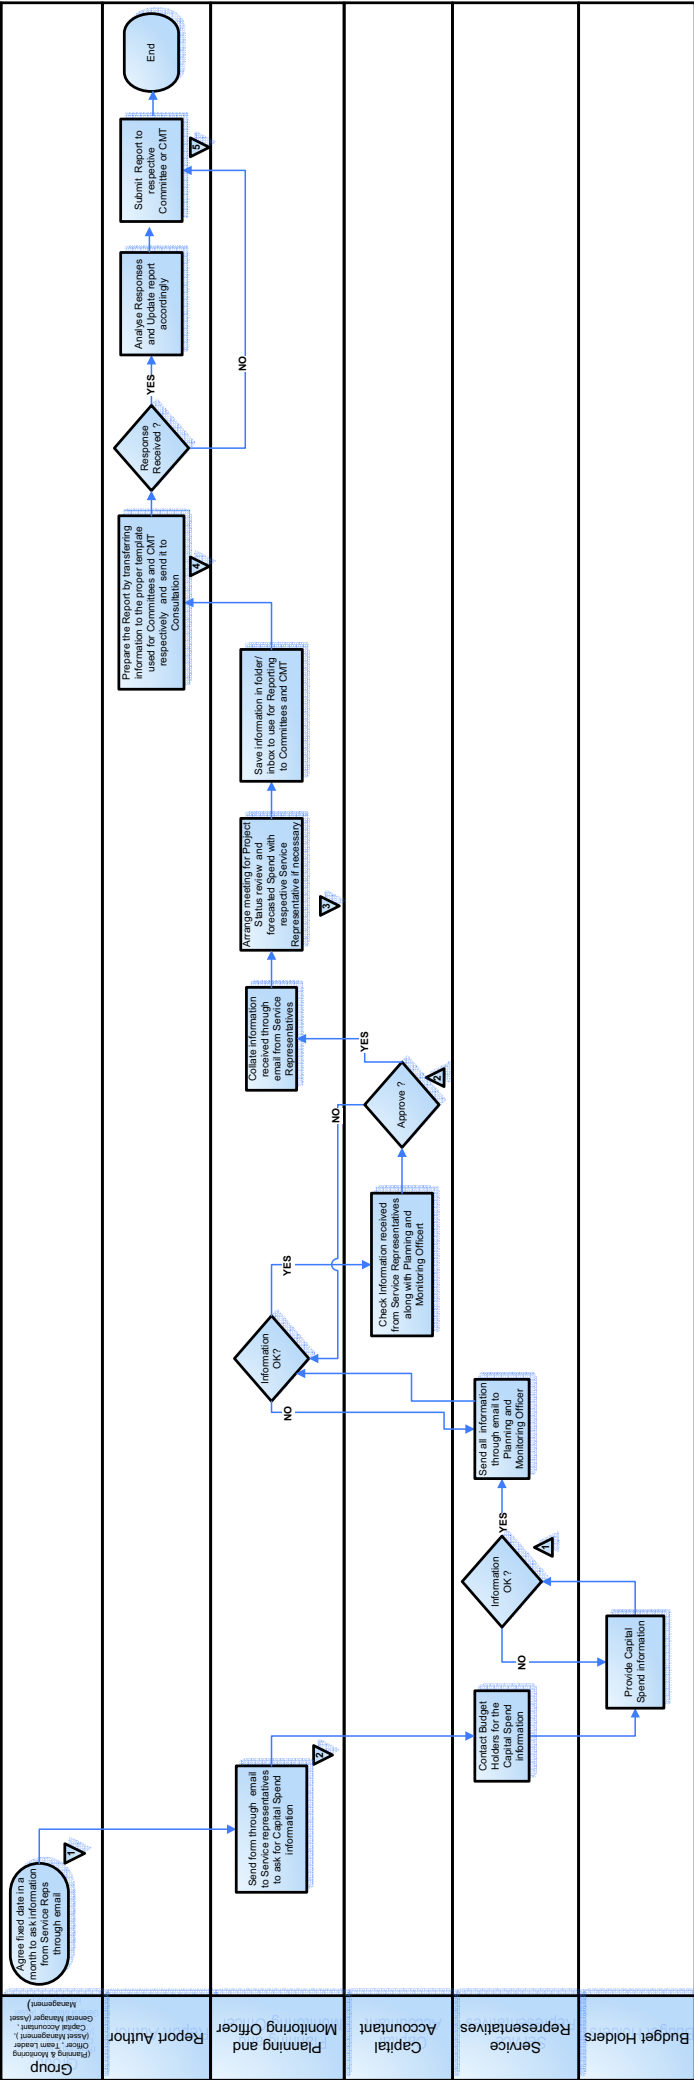 Group
(Planning & Monitoring
Officer , Team Leader
(Asset Management ),
Capital Accountant ,
General Manager (Asset
Management)
Report Author
Planning and
Monitoring Officer
Capital
Accountant
Service
Representatives
Budget Holders
Agree fixed date in a
month to ask information
from Service Reps
through email
1
Send form through email
to Service representatives
to ask for Capital Spend
information
2
Contact Budget
Holders for the
Capital Spend
information
Provide Capital
Spend information
Information
OK ?
1
NO
YES
Send all information
through email to
Planning and
Monitoring Officer
Information
OK?
NO
YES
Check Information received
from Service Representatives
along with Planning and
Monitoring Officert
Approve ?
2
NO
YES
Collate information
received through
email from Service
Representatives
Arrange meeting for Project
Status review and
forecasted Spend with
respective Service
Representative if necessary
3
Save information in folder/
inbox to use for Reporting
to Committees and CMT
Prepare the Report by transferring
information to the proper template
used for Committees and CMT
respectively and send it to
Consultation
4
Response
Received ?
YES
NO
Analyse Responses
and Update report
accordingly
Submit Report to
respective
Committee or CMT
5
End